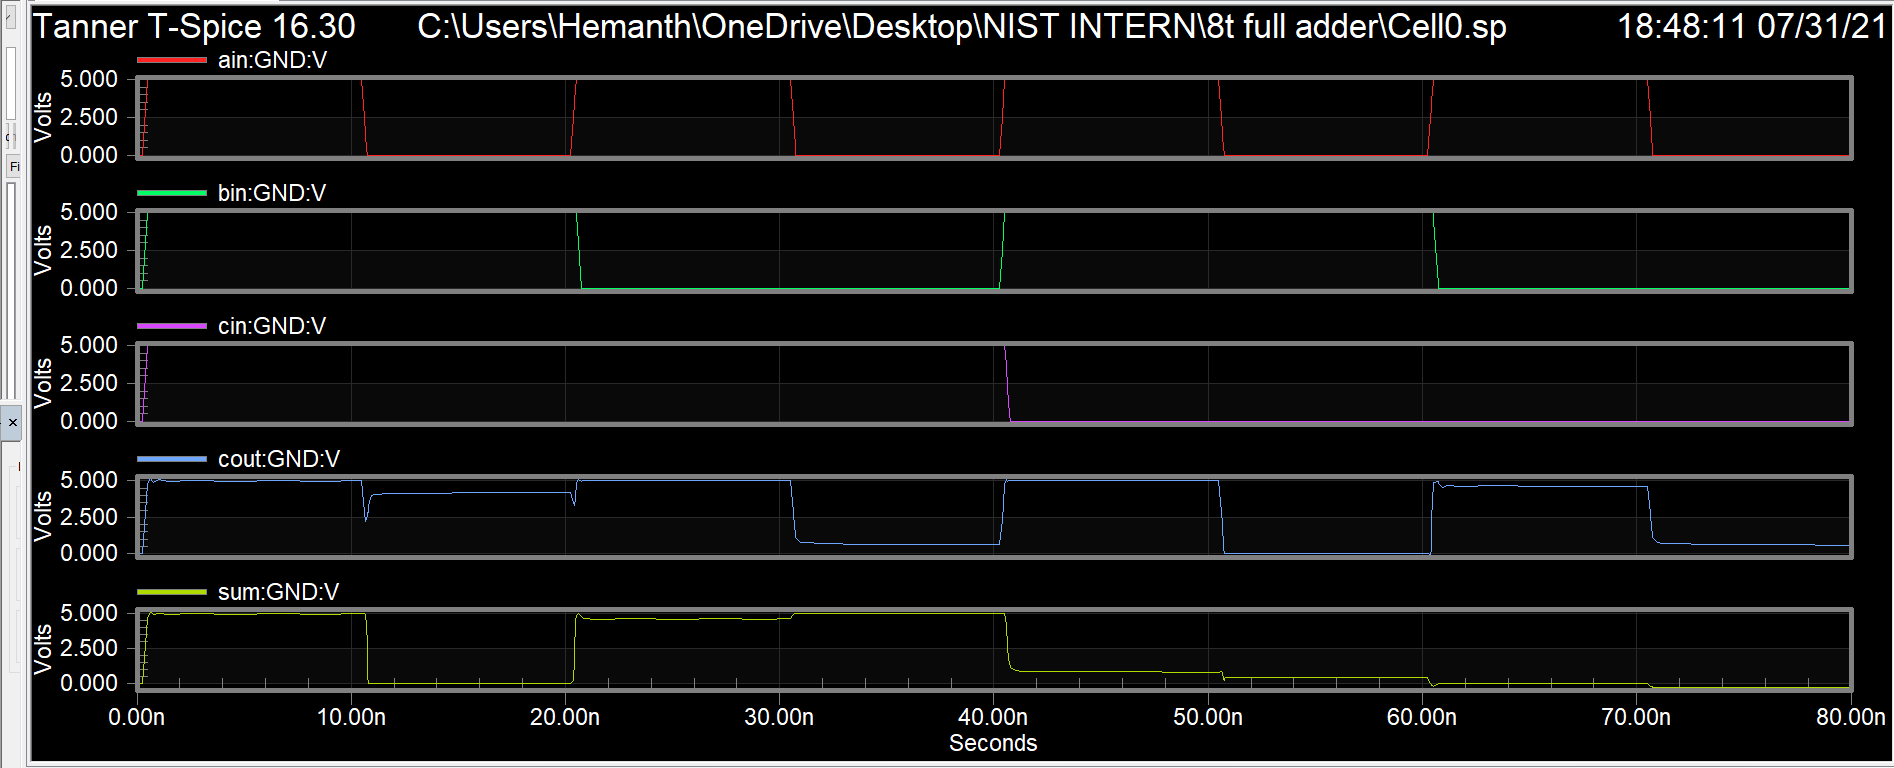 Tanner T-Spice 16.30 C:\Users\Hemanth\OneDrive\Desktop\NIST INTERN\8t full adder\Cell0.sp 18:48:11 07/31/21
ain:GND:V
5.000
2.500
0.000
Volts
bin:GND:V
5.000
2.500
0.000
Volts
cin:GND:V
5.000
2.500
0.000
Volts
cout:GND:V
5.000
2.500
0.000
Volts
sum:GND:V
5.000
2.500
0.000
Volts
0.00n 10.00n 20.00n 30.00n 40.00n 50.00n 60.00n 70.00n 80.00n
Seconds
Fi